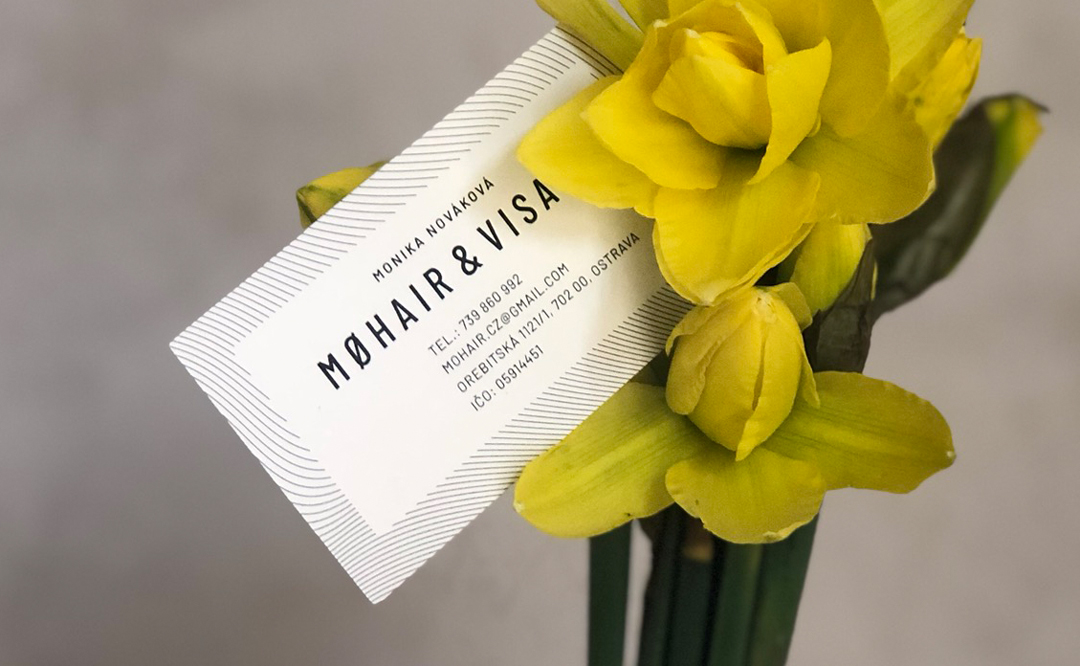 MONIKA NOVÁKOVÁ
MØHAIR & VISA
TEL.: 739 860 992
MOHAIR.CZ@GMAIL.COM
OREBITSKÁ 1121/1, 702 00, OSTRAVA
IČO: 05914451